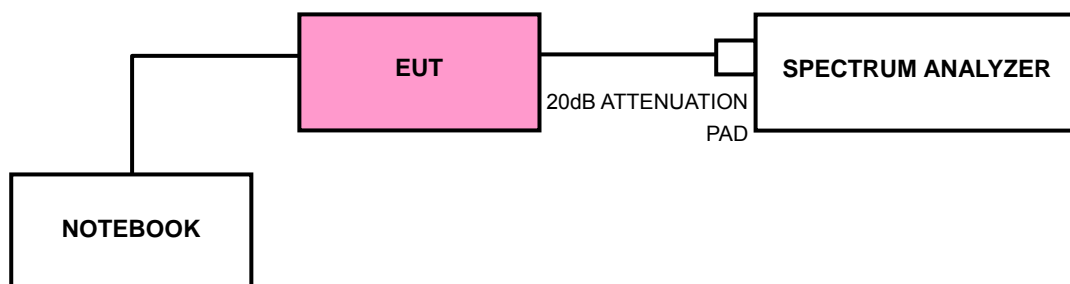 EUT
SPECTRUM ANALYZER
20dB ATTENUATION
PAD
NOTEBOOK